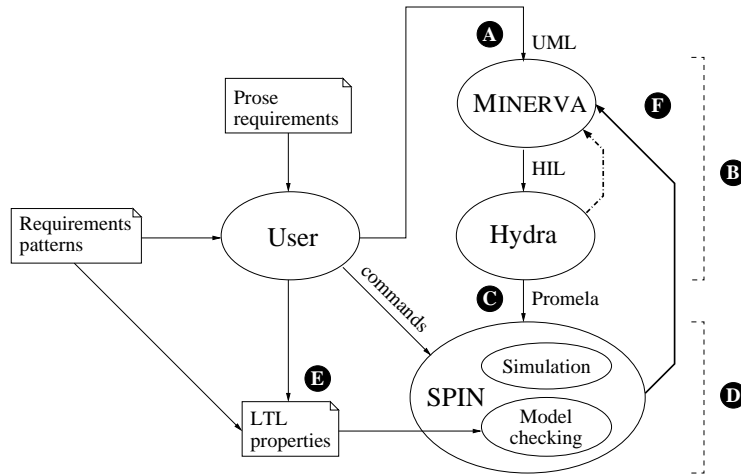 A
UML
Prose
requirements
MINERVA
F
HIL
B
Requirements
patterns
User
Hydra
commands
C
Promela
Simulation
E
SPIN
D
LTL
properties
Model
checking